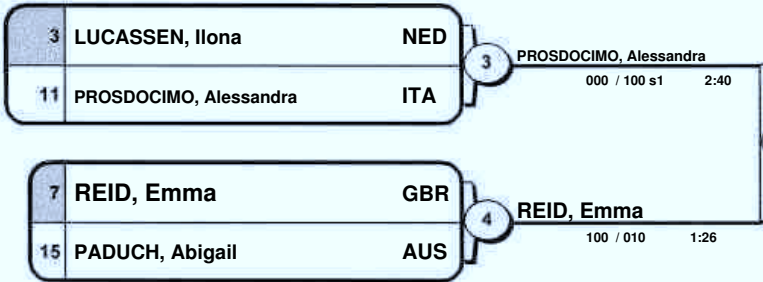 3 LUCASSEN, Ilona NED
11 PROSDOCIMO, Alessandra ITA
3 PROSDOCIMO, Alessandra
000 / 100 s1 2:40
7 REID, Emma GBR
15 PADUCH, Abigail AUS
4 REID, Emma
100 / 010 1:26